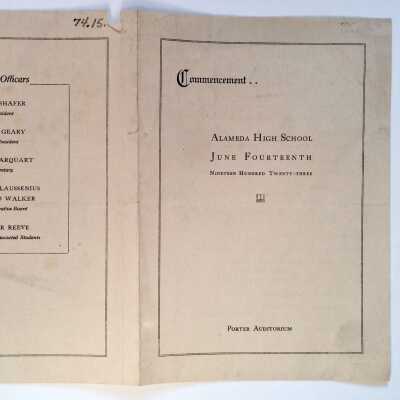 74.15.
Officers
SHAFER
GEARY
ARQUART
LAUSSENIUS
WALKER
R REEVE
Commencement . .
Alameda High School
June Fourteenth
Nineteen Hundred Twenty-three
Porter Auditorium